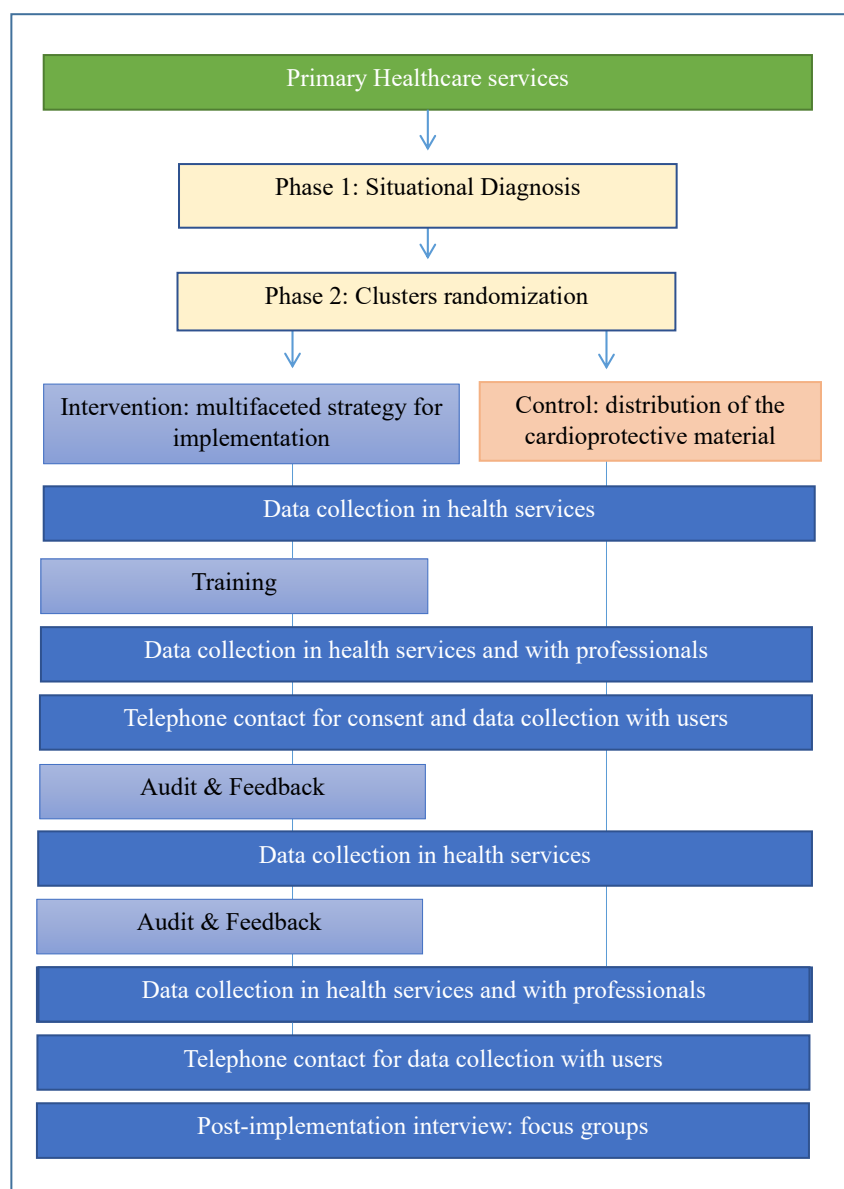 Primary Healthcare services
Phase 1: Situational Diagnosis
Phase 2: Clusters randomization
Intervention: multifaceted strategy for
implementation
Control: distribution of the
cardioprotective material
Data collection in health services
Training
Data collection in health services and with professionals
Telephone contact for consent and data collection with users
Audit & Feedback
Data collection in health services
Audit & Feedback
Data collection in health services and with professionals
Telephone contact for data collection with users
Post-implementation interview: focus groups